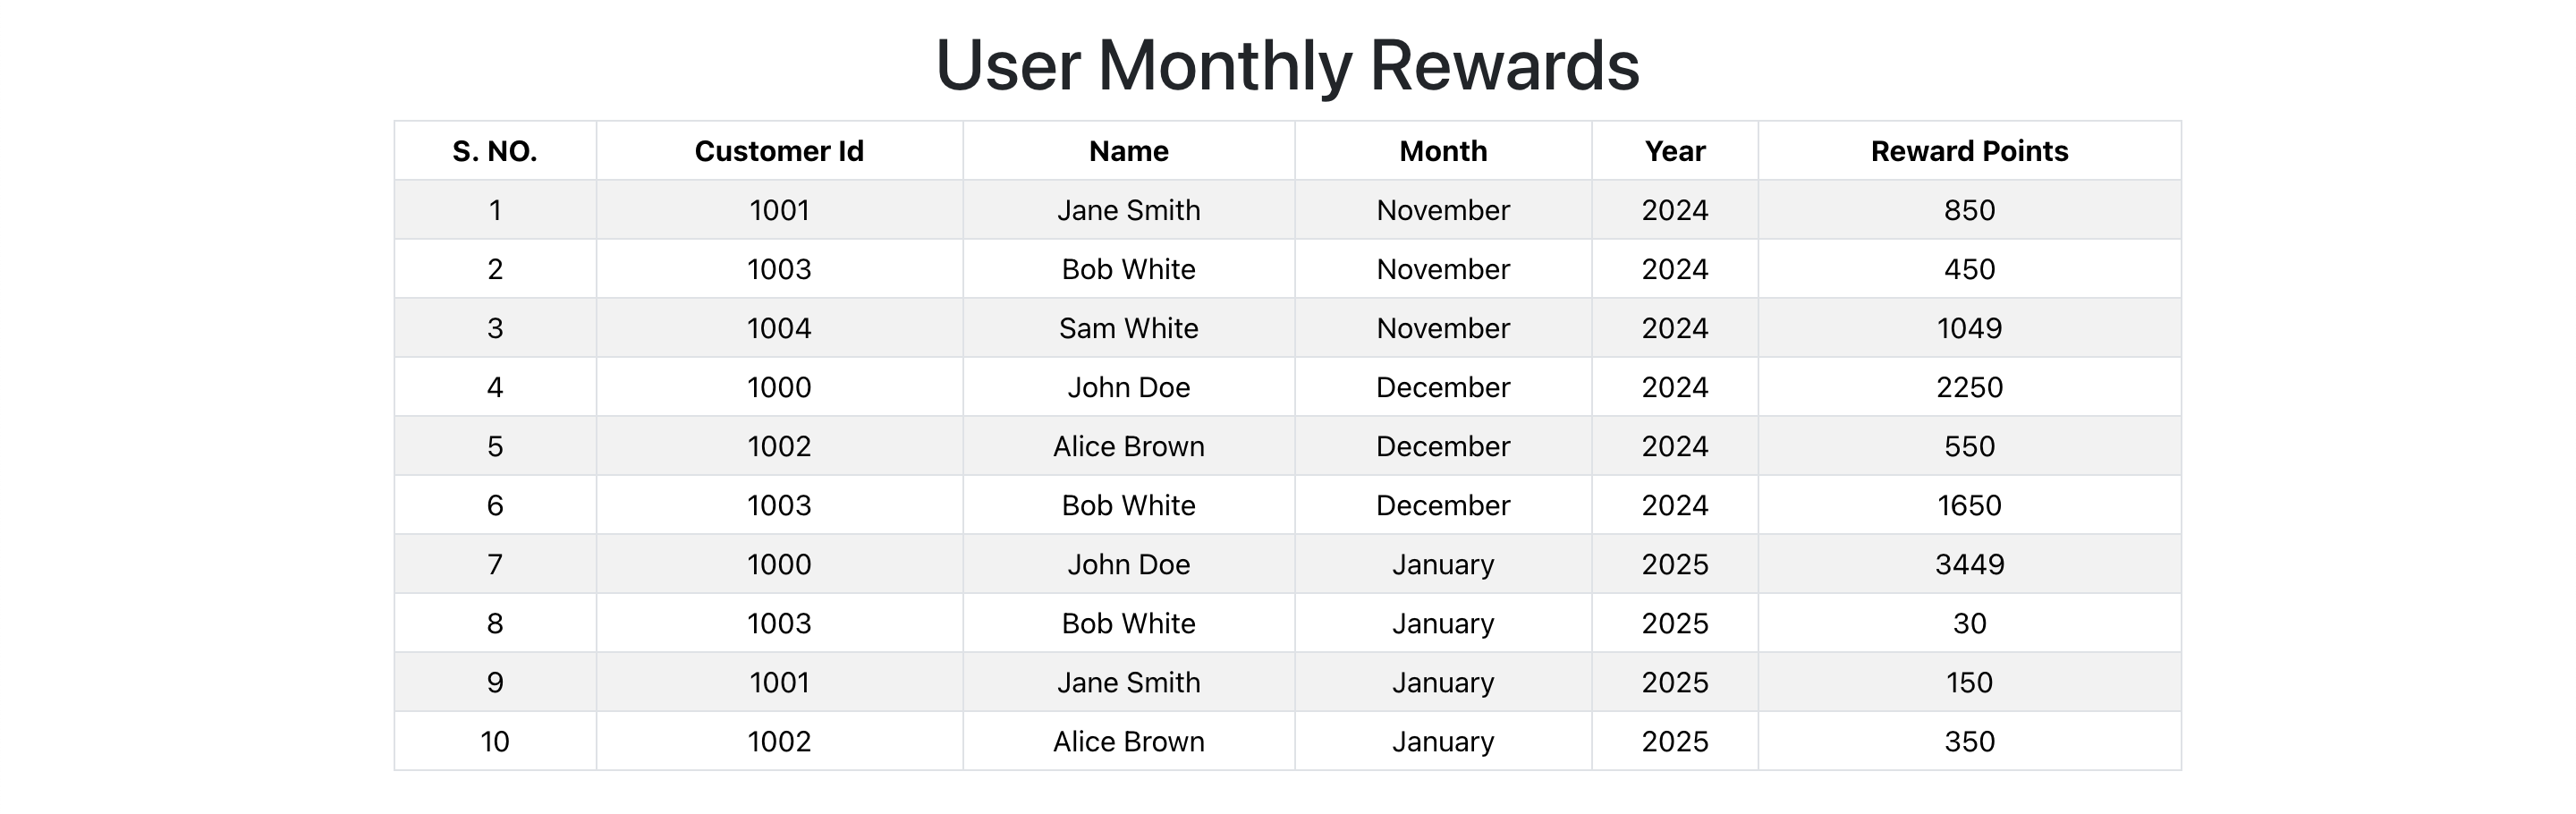 User Monthly Rewards
S. NO. Customer Id Name Month Year Reward Points
1 1001 Jane Smith November 2024 850
2 1003 Bob White November 2024 450
3 1004 Sam White November 2024 1049
4 1000 John Doe December 2024 2250
5 1002 Alice Brown December 2024 550
6 1003 Bob White December 2024 1650
7 1000 John Doe January 2025 3449
8 1003 Bob White January 2025 30
9 1001 Jane Smith January 2025 150
10 1002 Alice Brown January 2025 350